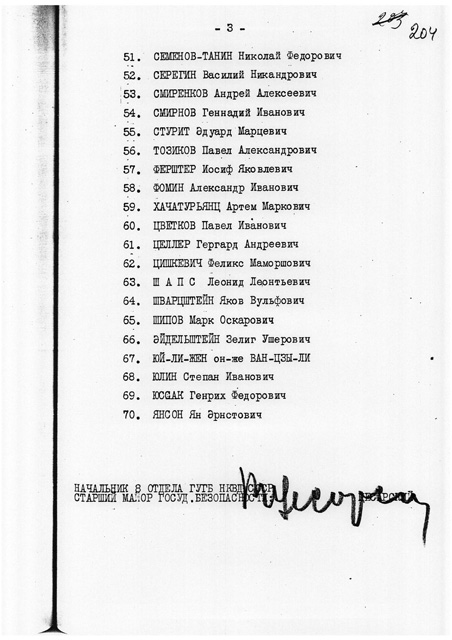 - 3 -
203
204
51. СЕМЕНОВ-ТАНИН Николай Федорович
52. СЕРЕГИН Василий Никандрович
53. СМИРЕНКОВ Андрей Алексеевич
54. СМИРНОВ Геннадий Иванович
55. СТУРИТ Эдуард Марцевич
56. ТОЗИКОВ Павел Александрович
57. ФЕРШТЕР Иосиф Яковлевич
58. ФОМИН Александр Иванович
59. ХАЧАТУРЬЯНЦ Артем Маркович
60. ЦВЕТКОВ Павел Иванович
61. ЦЕЛЛЕР Гергард Андреевич
62. ЦИШКЕВИЧ Феликс Маморшович
63. Ш А П С Леонид Леонтьевич
64. ШВАРЦШТЕЙН Яков Вульфович
65. ШИПОВ Марк Оскарович
66. ЭЙДЕЛЬШТЕЙН Зелиг Ушерович
67. ЮЙ-ЛИ-ЖЕН он-же ВАН-ЦЗЫ-ЛИ
68. ЮЛИН Степан Иванович
69. ЮСААК Генрих Федорович
70. ЯНСОН Ян Эрнстович
НАЧАЛЬНИК 8 ОТДЕЛА ГУГБ НКВД СССР
СТАРШИЙ МАЙОР ГОСУД.БЕЗОПАСНОСТИ: